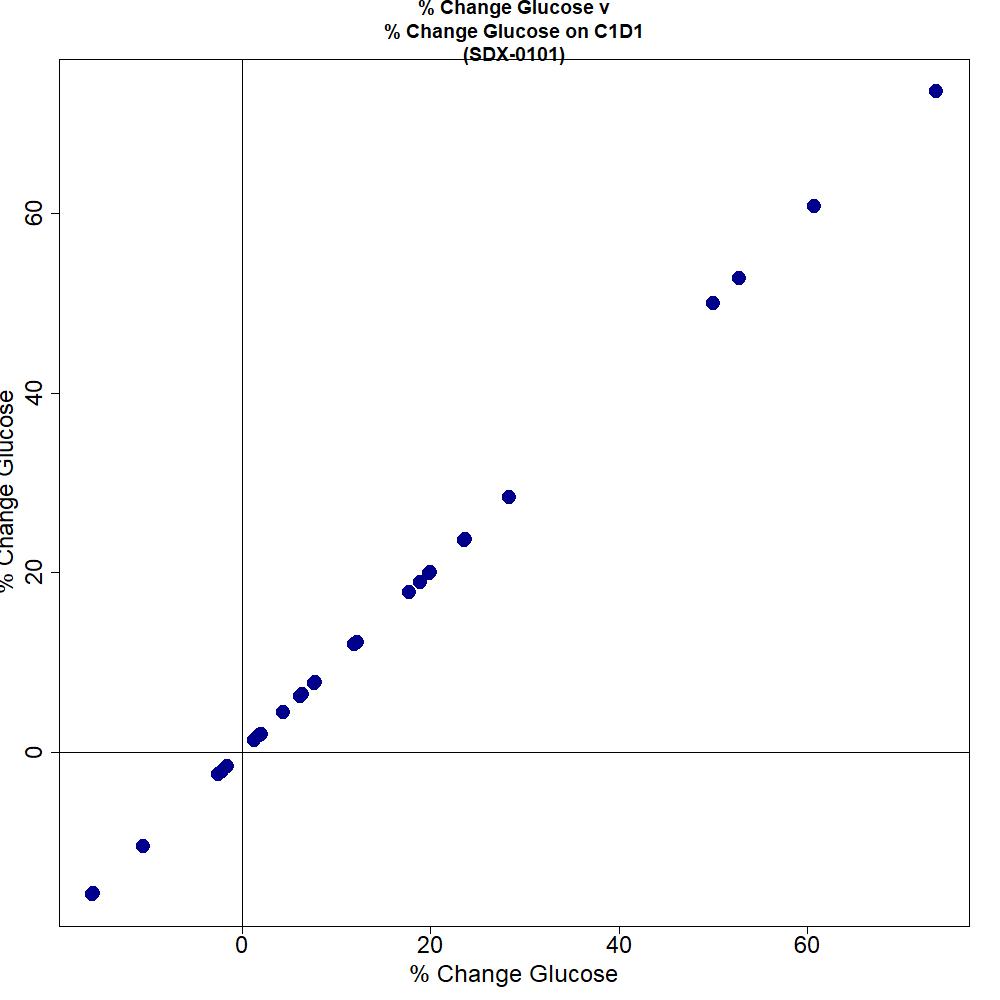 % Change Glucose v
% Change Glucose on C1D1
(SDX-0101)
% Change Glucose
60
40
20
0
0 20 40 60
% Change Glucose